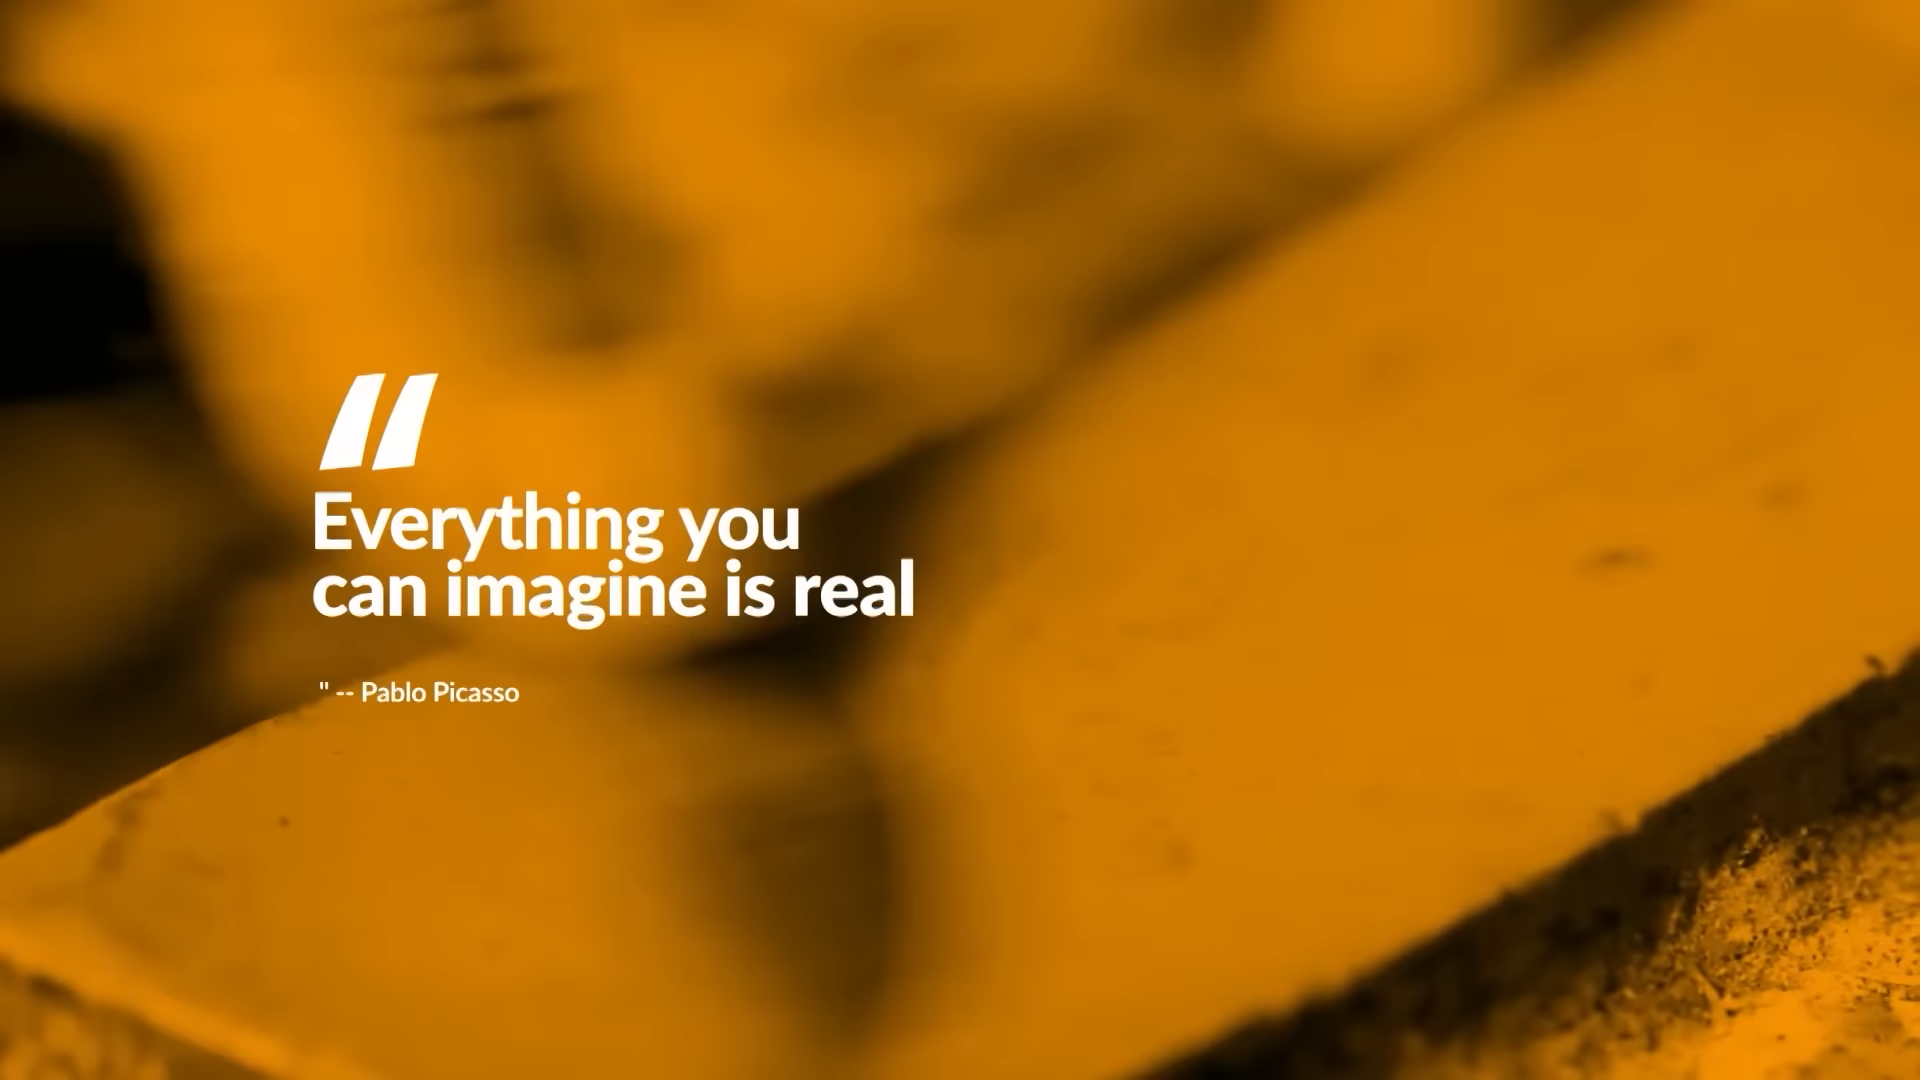 “
Everything you
can imagine is real
" -- Pablo Picasso